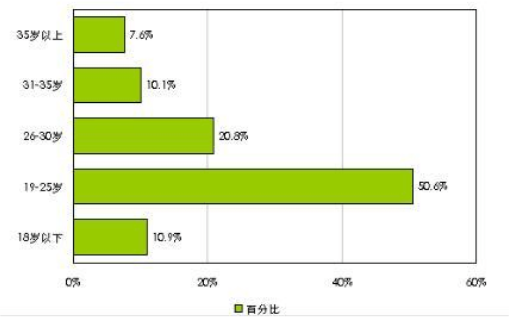 35岁以上 7.6%
31-35岁 10.1%
26-30岁 20.8%
19-25岁 50.6%
18岁以下 10.9%
0% 20% 40% 60%
百分比